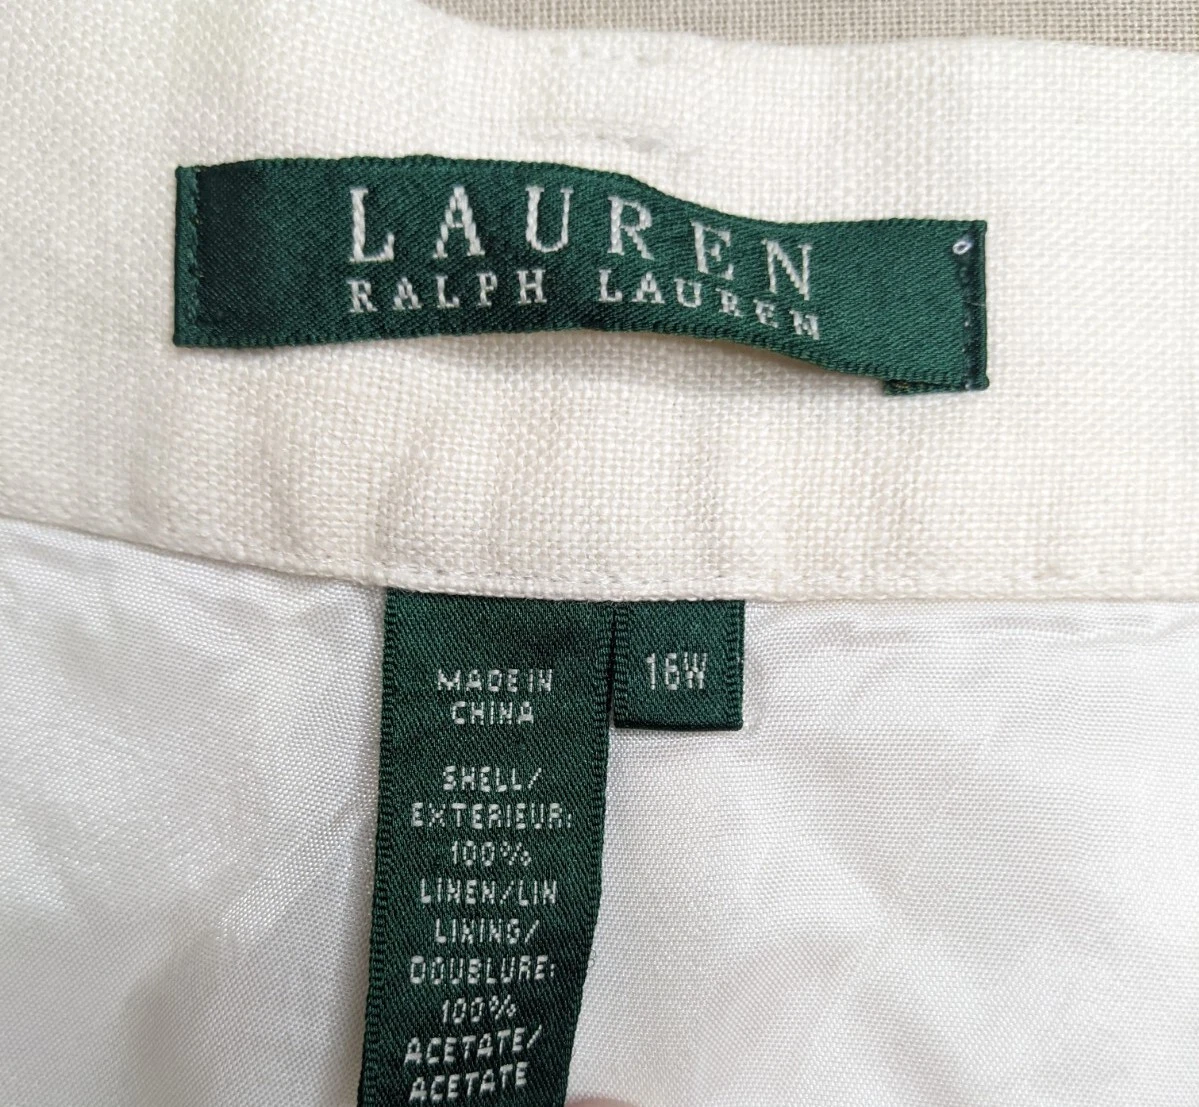 LAUREN
RALPH LAUREN
MADE IN
CHINA
16W
SHELL/
EXTERIEUR:
100%
LINEN/LIN
LINING/
DOUBLURE:
100%
ACETATE/
ACETATE